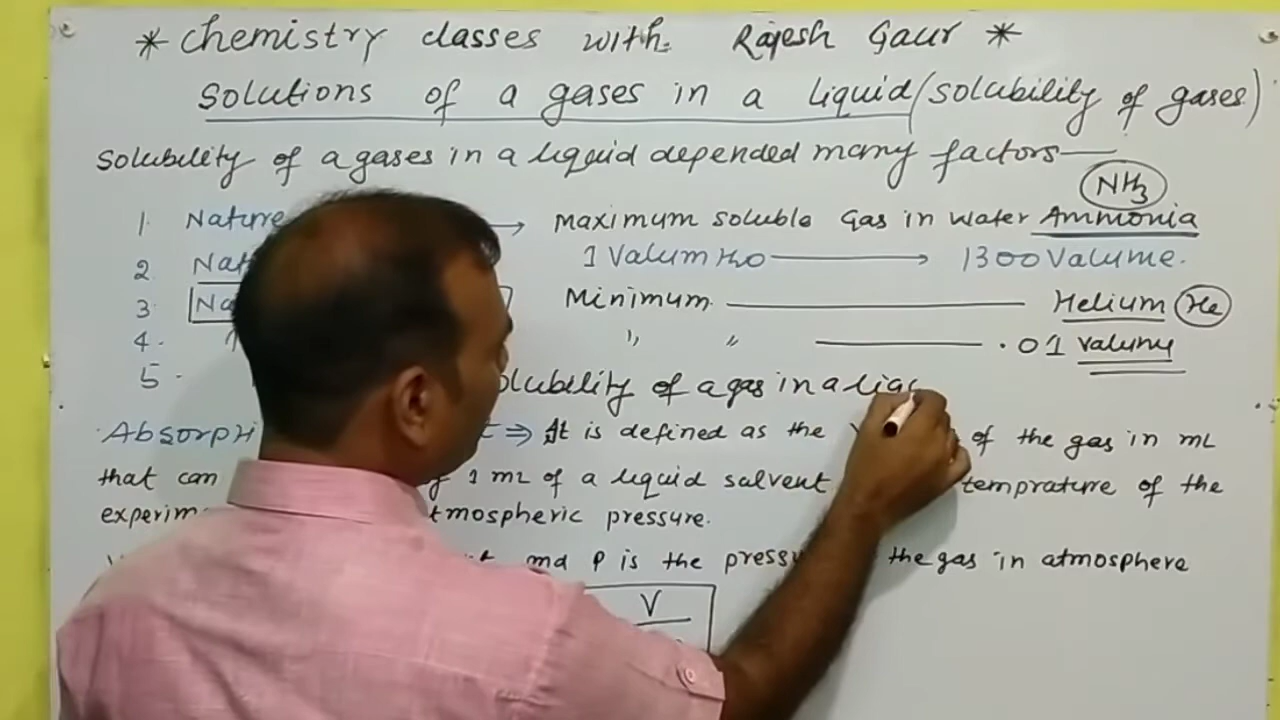 * Chemistry classes with Rajesh Gaur *
Solutions of a gases in a liquid (solubility of gases)
Solubility of a gases in a liquid depended many factors
NH3
1. Nature → Maximum soluble Gas in water Ammonia
2 Nat 1 Valum H2O → 1300 Valume.
3. Na Minimum Helium He
4. ,, ,, .01 Valumy
5. olubility of a gas in a liq
Absorpti t ⇒ It is defined as the of the gas in mL
that can 1 mL of a liquid salvent temprature of the
experim tmospheric pressure.
and P is the pressu the gas in atmosphere
V